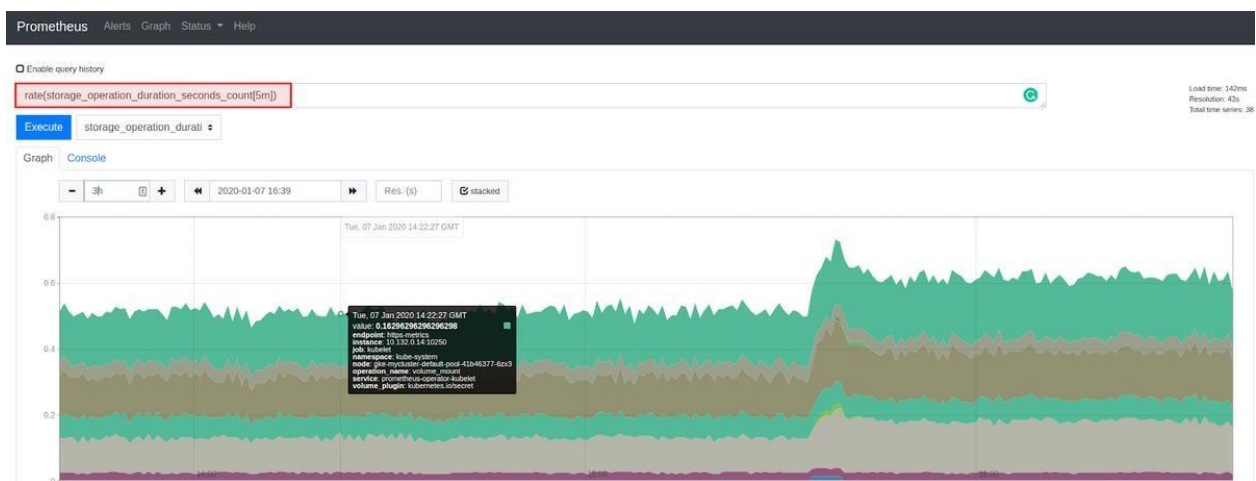 Prometheus Alerts Graph Status Help
Enable query history
rate(storage_operation_duration_seconds_count[5m])
Load time: 142ms
Resolution: 43s
Total time series: 36
Execute storage_operation_durati
Graph Console
- 3h + 2020-01-07 16:39 Res. (s) stacked
0.8
Tue, 07 Jan 2020 14:22:27 GMT
0.6
Tue, 07 Jan 2020 14:22:27 GMT
value: 0.16296296296296298
endpoint: https-metrics
instance: 10.132.0.14:10250
job: kubelet
namespace: kube-system
node: gke-mycluster-default-pool-41b46377-6zx3
operation_name: volume_mount
service: prometheus-operator-kubelet
volume_plugin: kubernetes.io/secret
0.4
0.2
0